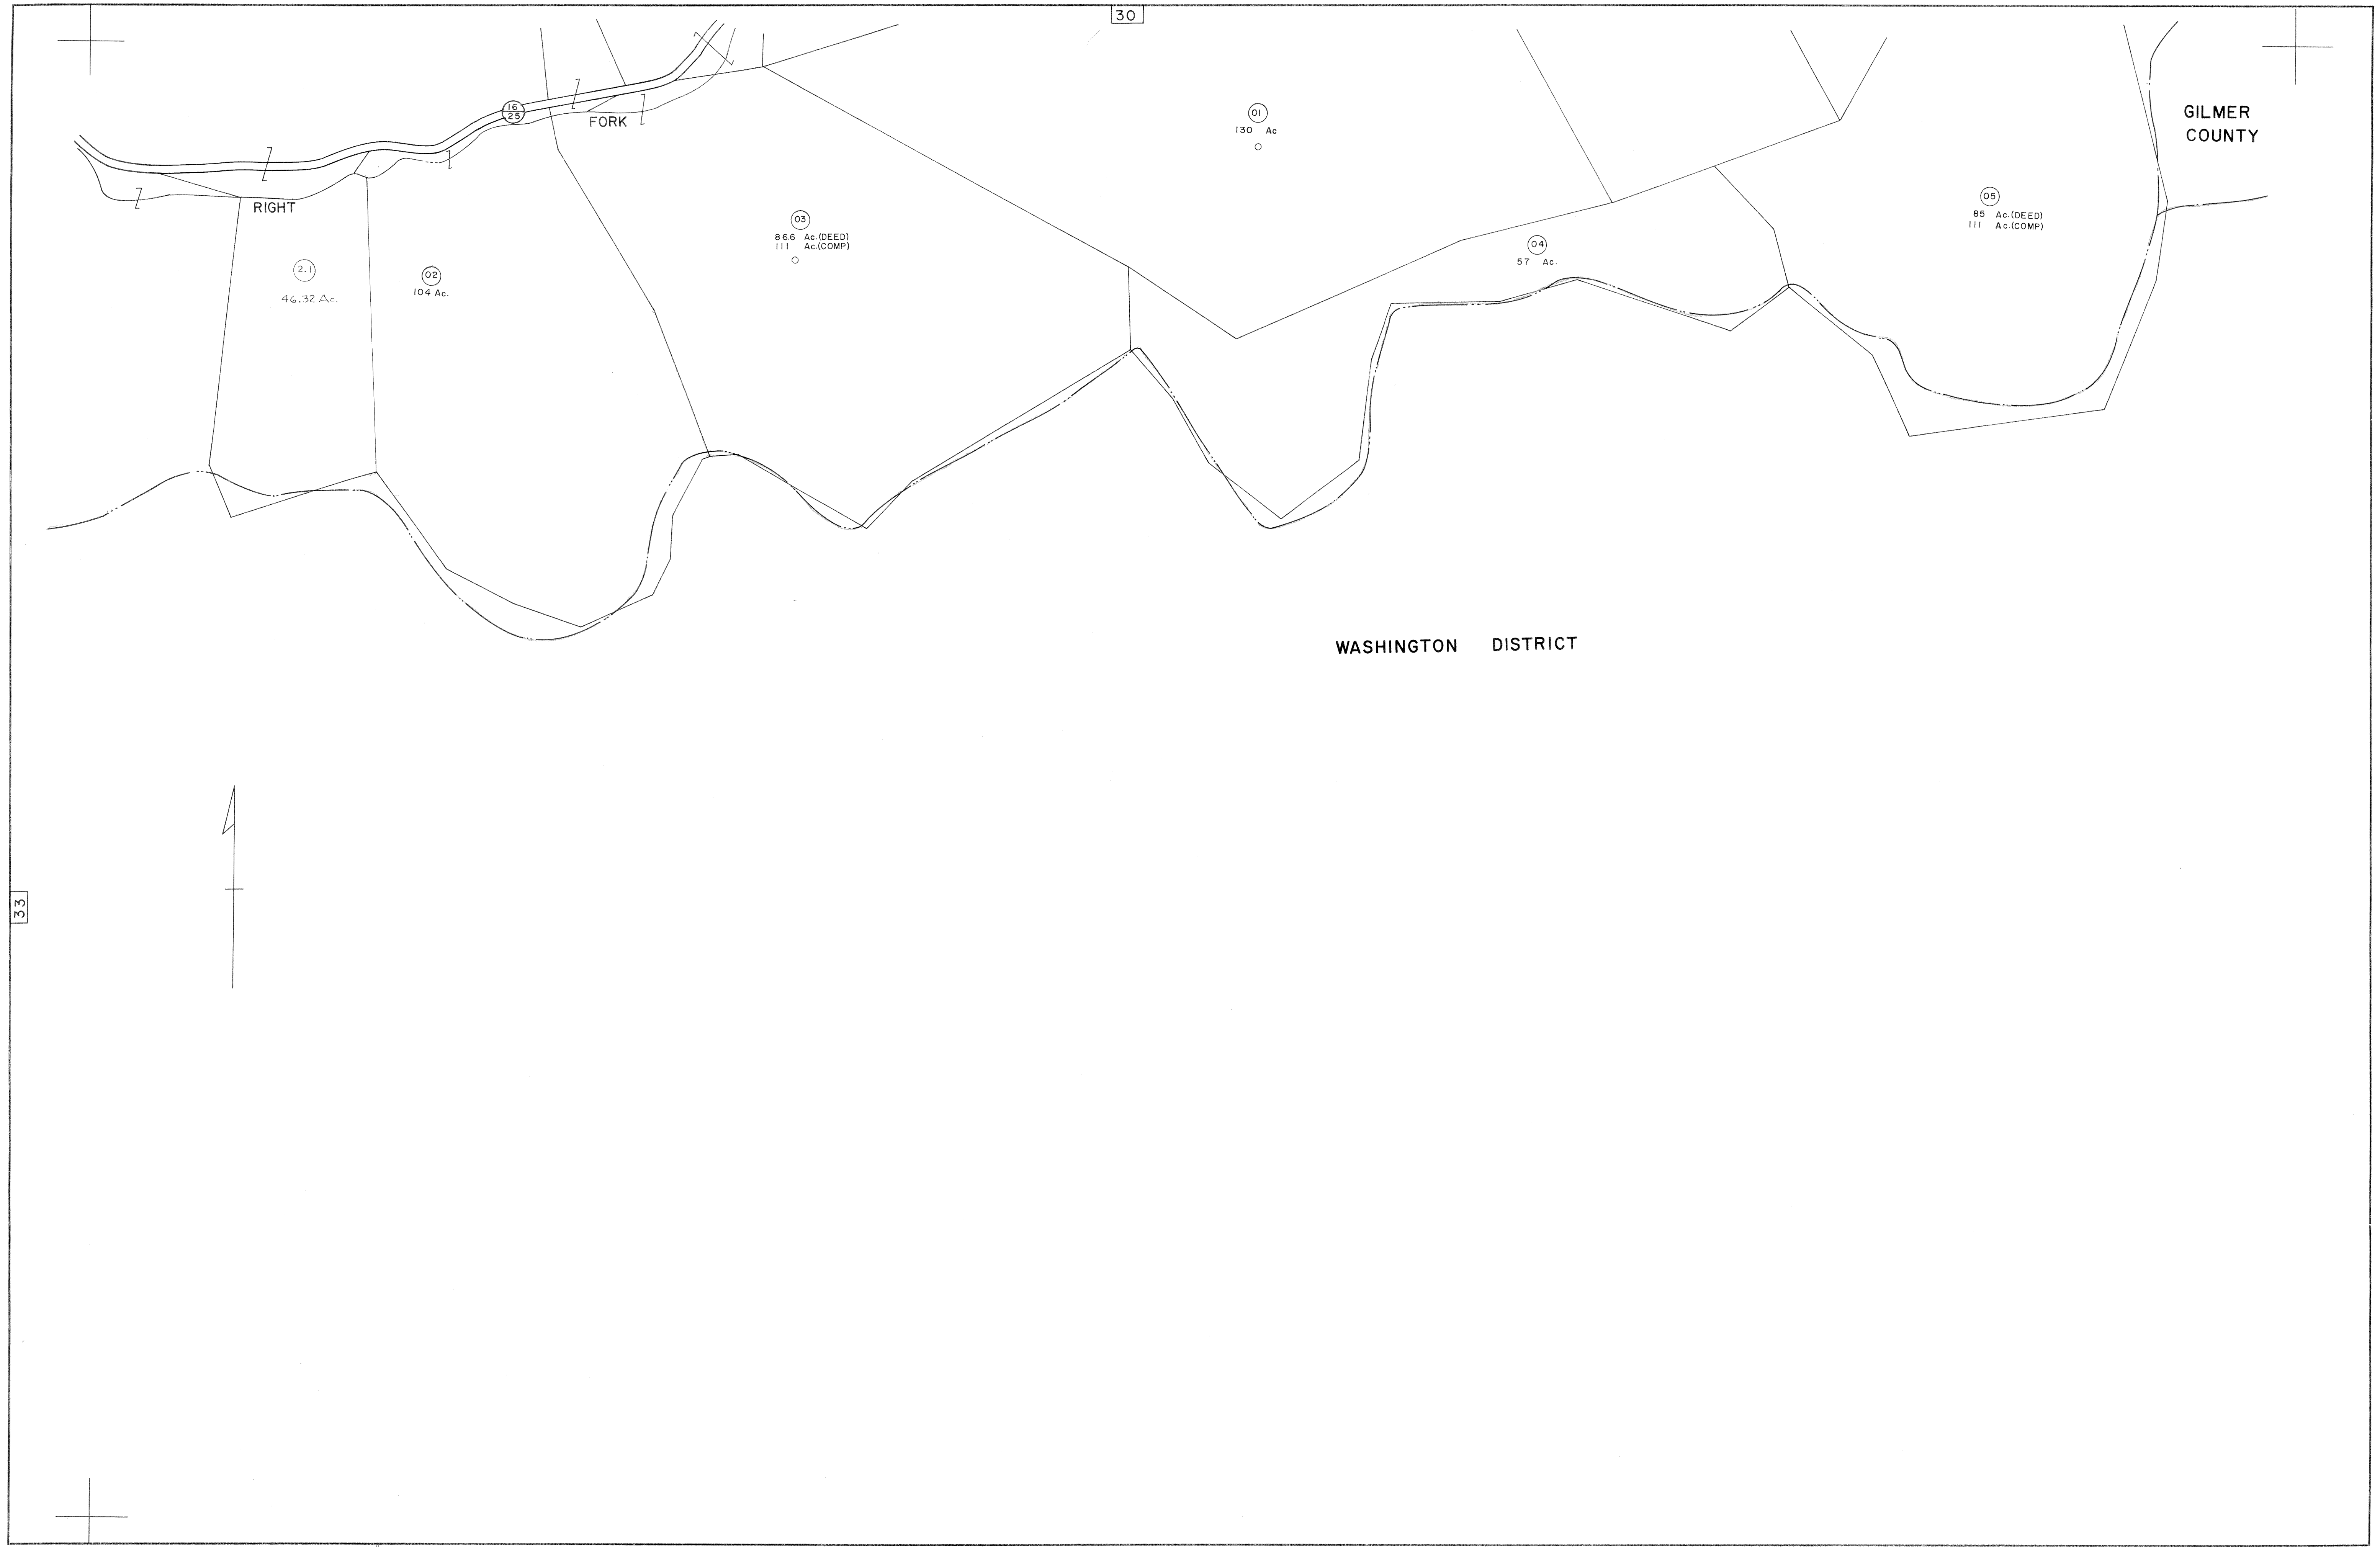 30
GILMER
COUNTY
16
25
FORK
01
130 Ac
RIGHT
03
86.6 Ac.(DEED)
111 Ac.(COMP)
04
57 Ac.
05
85 Ac.(DEED)
111 Ac.(COMP)
2.1
46.32 Ac.
02
104 Ac.
WASHINGTON DISTRICT
33